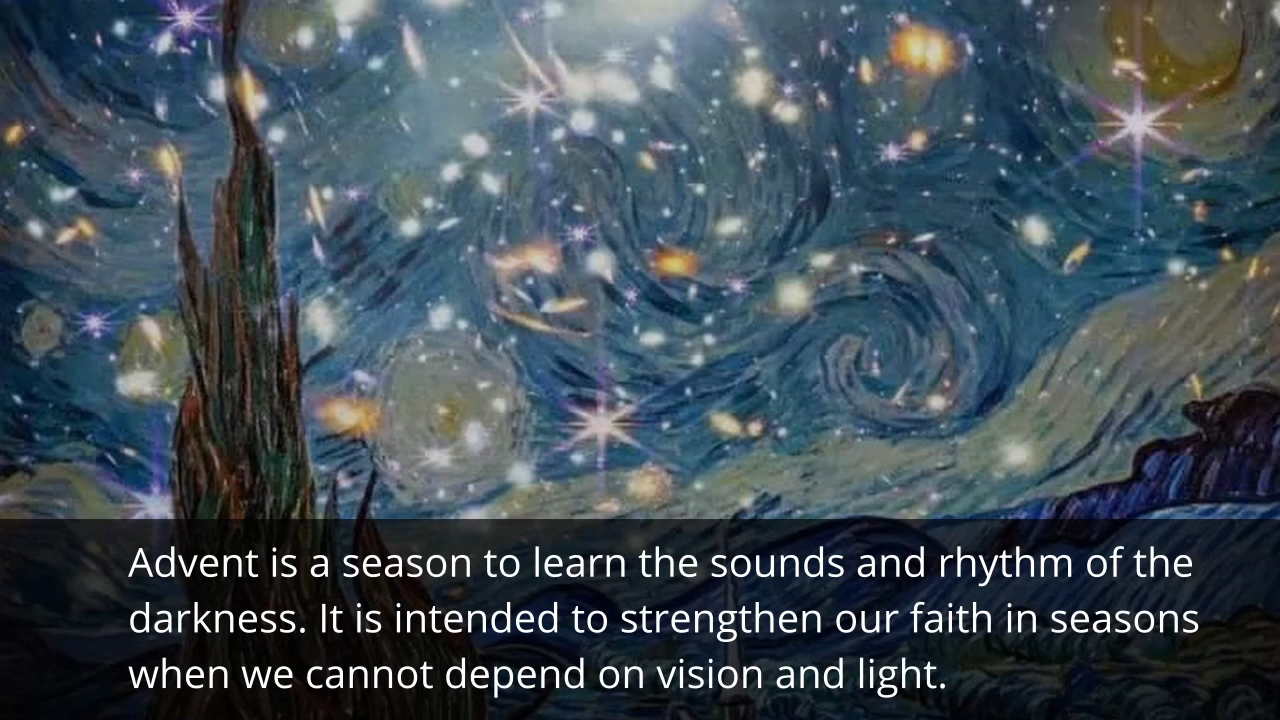 Advent is a season to learn the sounds and rhythm of the
darkness. It is intended to strengthen our faith in seasons
when we cannot depend on vision and light.